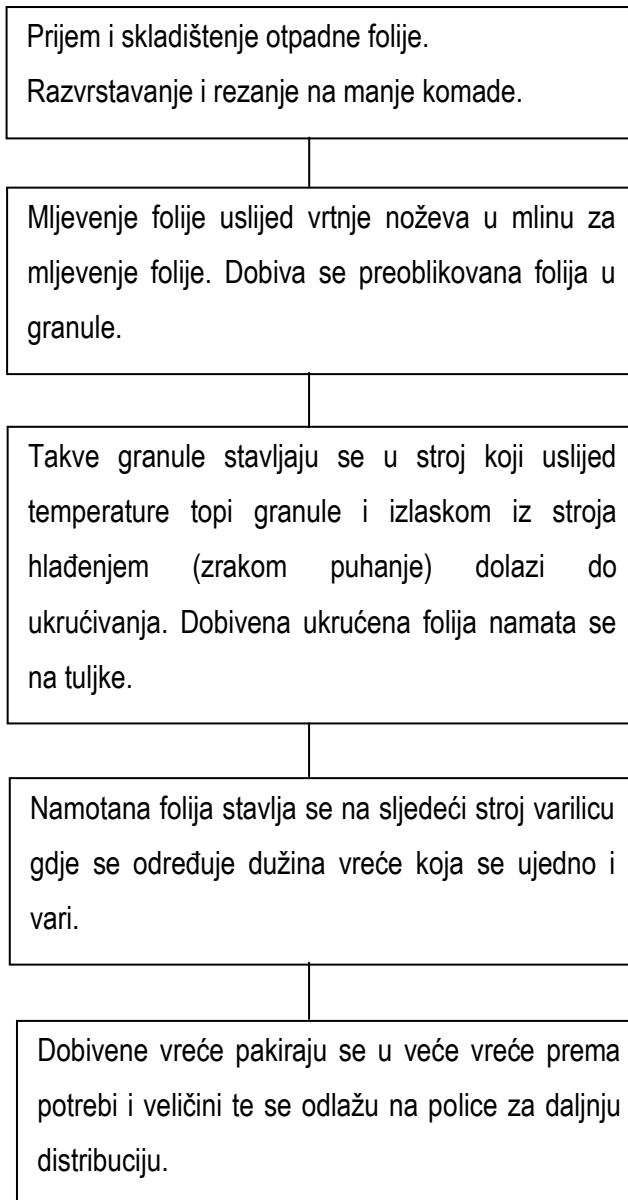 Prijem i skladištenje otpadne folije.
Razvrstavanje i rezanje na manje komade.
Mljevenje folije uslijed vrtnje noževa u mlinu za
mljevenje folije. Dobiva se preoblikovana folija u
granule.
Takve granule stavljaju se u stroj koji uslijed
temperature topi granule i izlaskom iz stroja
hlađenjem (zrakom puhanje) dolazi do
ukrućivanja. Dobivena ukrućena folija namata se
na tuljke.
Namotana folija stavlja se na sljedeći stroj varilicu
gdje se određuje dužina vreće koja se ujedno i
vari.
Dobivene vreće pakiraju se u veće vreće prema
potrebi i veličini te se odlažu na police za daljnju
distribuciju.